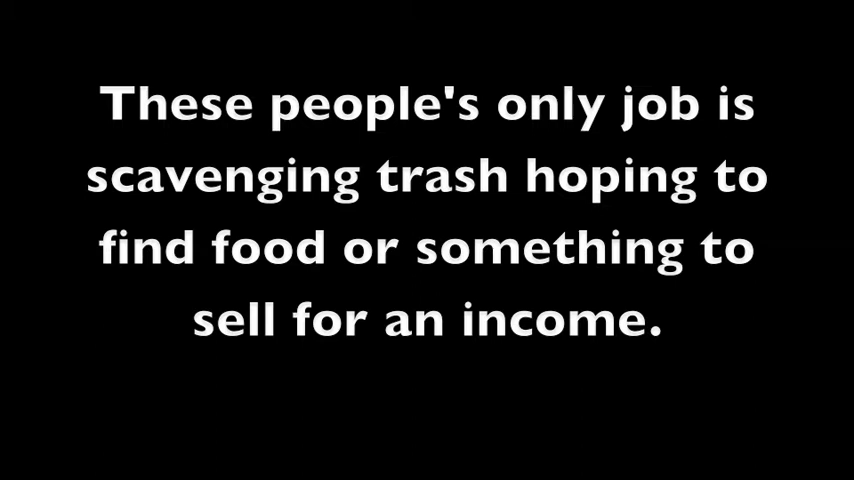 These people's only job is
scavenging trash hoping to
find food or something to
sell for an income.